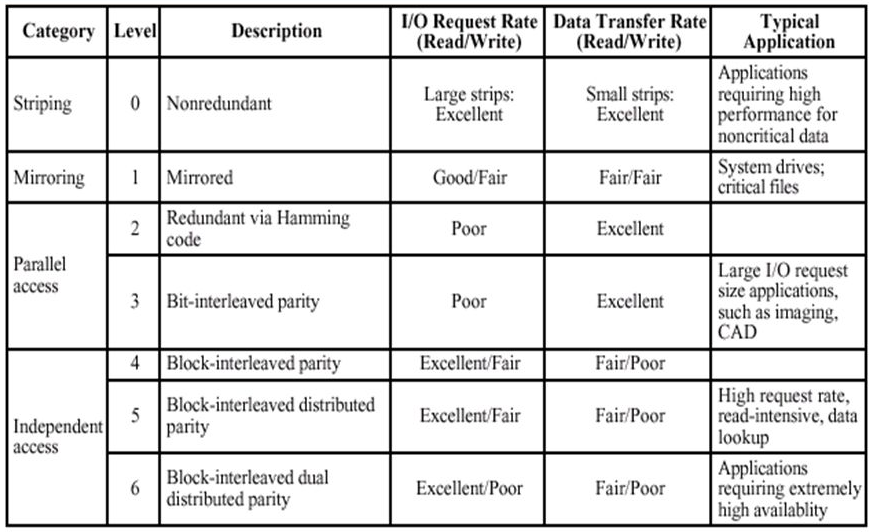 Category Level Description I/O Request Rate (Read/Write) Data Transfer Rate (Read/Write) Typical Application
Striping 0 Nonredundant Large strips: Excellent Small strips: Excellent Applications requiring high performance for noncritical data
Mirroring 1 Mirrored Good/Fair Fair/Fair System drives; critical files
Parallel access 2 Redundant via Hamming code Poor Excellent
3 Bit-interleaved parity Poor Excellent Large I/O request size applications, such as imaging, CAD
Independent access 4 Block-interleaved parity Excellent/Fair Fair/Poor
5 Block-interleaved distributed parity Excellent/Fair Fair/Poor High request rate, read-intensive, data lookup
6 Block-interleaved dual distributed parity Excellent/Poor Fair/Poor Applications requiring extremely high availablity